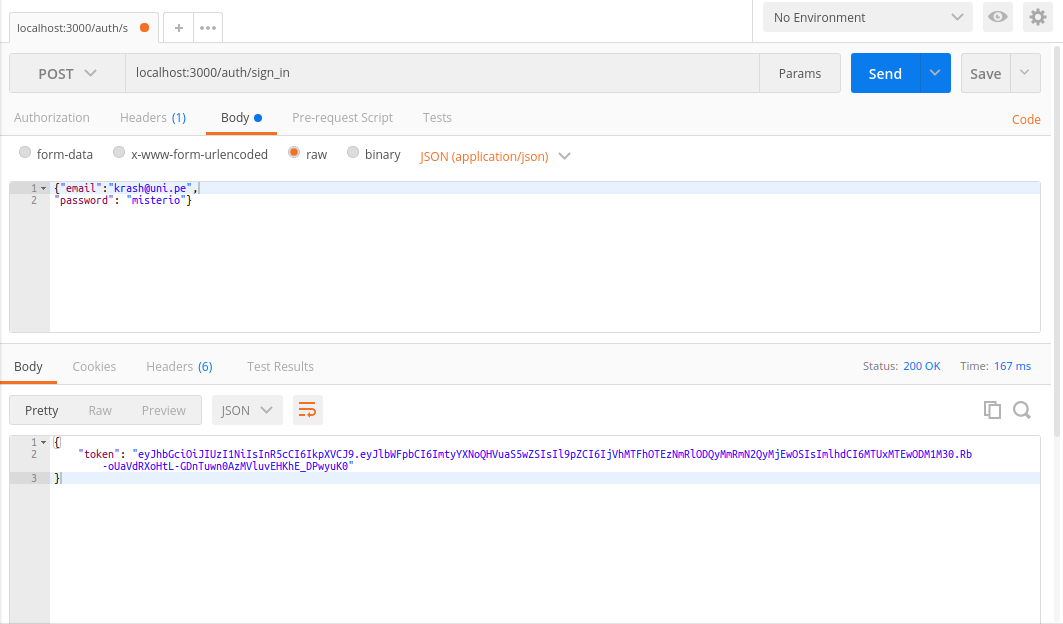 localhost:3000/auth/s
+
No Environment
POST
localhost:3000/auth/sign_in
Params
Send
Save
Authorization
Headers (1)
Body
Pre-request Script
Tests
Code
form-data
x-www-form-urlencoded
raw
binary
JSON (application/json)
1 {"email":"krash@uni.pe",
2 "password": "misterio"}
Body
Cookies
Headers (6)
Test Results
Status: 200 OK
Time: 167 ms
Pretty
Raw
Preview
JSON
1 {
2 "token": "eyJhbGciOiJIUzI1NiIsInR5cCI6IkpXVCJ9.eyJlbWFpbCI6ImtyYXNoQHVuaS5wZSIsIl9pZCI6IjVhMTFhOTEzNmRlODQyMmRmN2QyMjEwOSIsImlhdCI6MTUxMTEwODM1M30.Rb
-oUaVdRXoHtL-GDnTuwn0AzMVluvEHKhE_DPwyuK0"
3 }